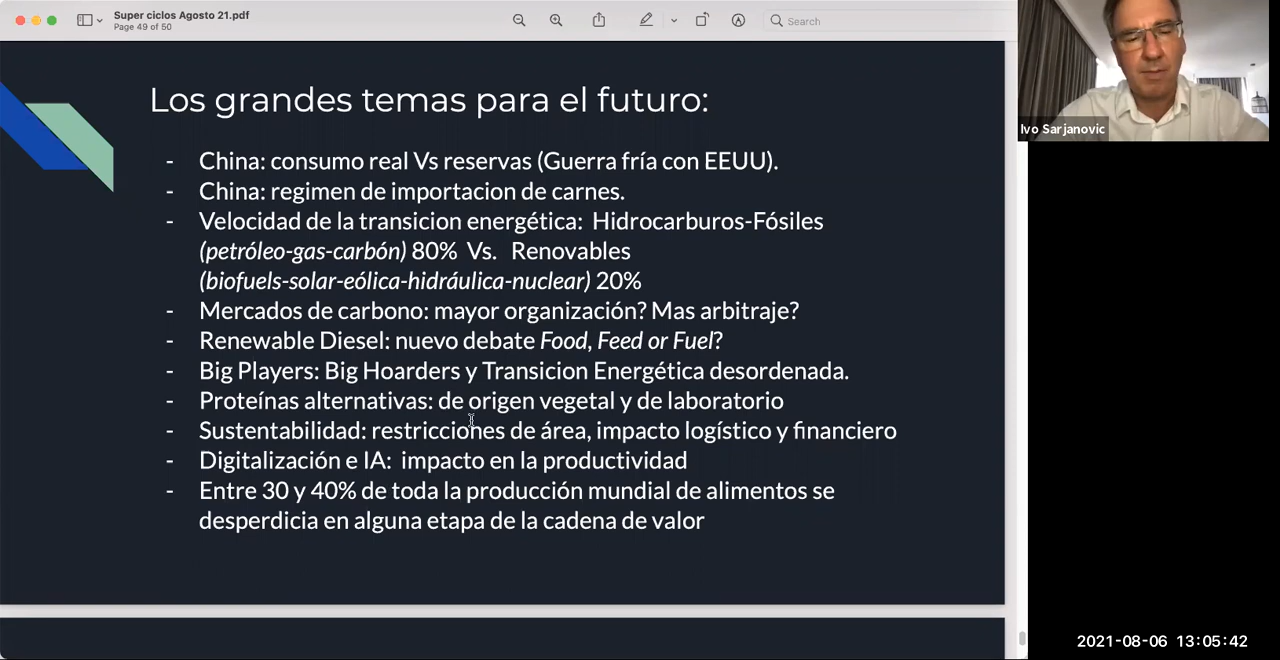 Super ciclos Agosto 21.pdf
Page 49 of 50
Search
Los grandes temas para el futuro:
- China: consumo real Vs reservas (Guerra fría con EEUU).
- China: regimen de importacion de carnes.
- Velocidad de la transicion energética: Hidrocarburos-Fósiles
(petróleo-gas-carbón) 80% Vs. Renovables
(biofuels-solar-eólica-hidráulica-nuclear) 20%
- Mercados de carbono: mayor organización? Mas arbitraje?
- Renewable Diesel: nuevo debate Food, Feed or Fuel?
- Big Players: Big Hoarders y Transicion Energética desordenada.
- Proteínas alternativas: de origen vegetal y de laboratorio
- Sustentabilidad: restricciones de área, impacto logístico y financiero
- Digitalización e IA: impacto en la productividad
- Entre 30 y 40% de toda la producción mundial de alimentos se
desperdicia en alguna etapa de la cadena de valor
Ivo Sarjanovic
2021-08-06 13:05:42